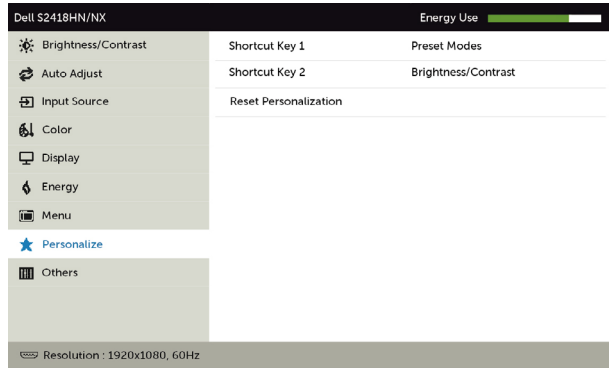 Dell S2418HN/NX Energy Use
Brightness/Contrast
Auto Adjust
Input Source
Color
Display
Energy
Menu
Personalize
Others
Shortcut Key 1 Preset Modes
Shortcut Key 2 Brightness/Contrast
Reset Personalization
Resolution : 1920x1080, 60Hz